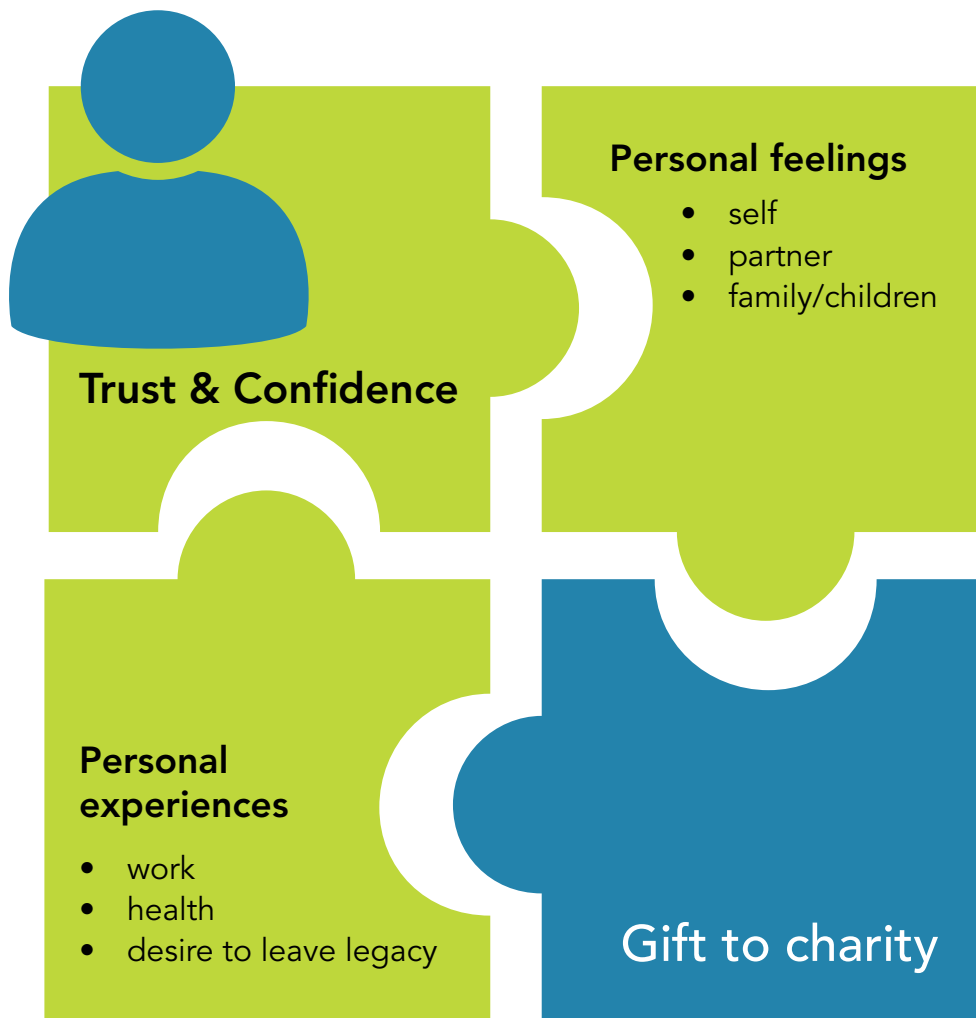 Trust & Confidence
Personal feelings
• self
• partner
• family/children
Personal
experiences
• work
• health
• desire to leave legacy
Gift to charity